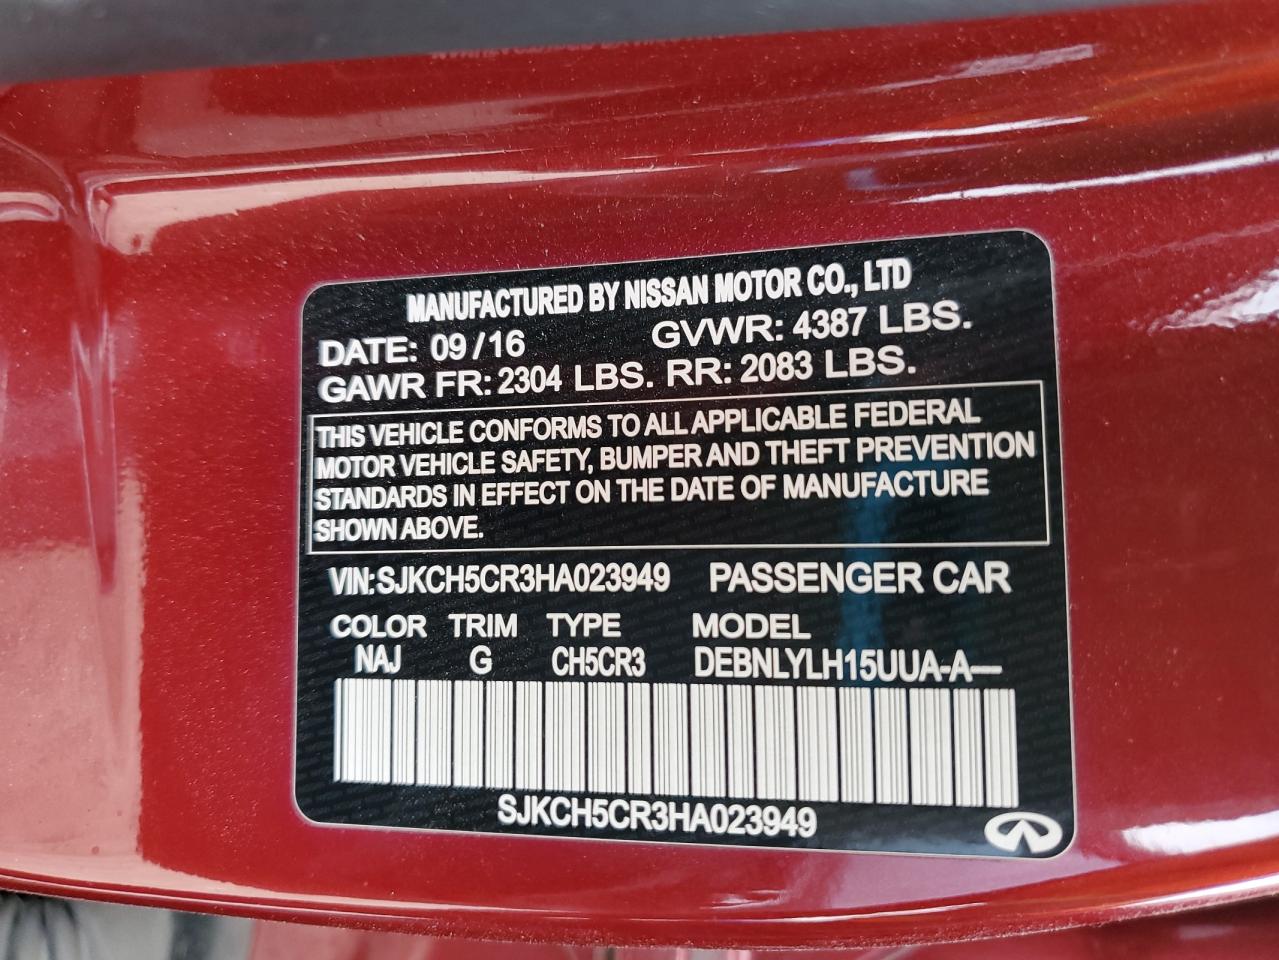 MANUFACTURED BY NISSAN MOTOR CO., LTD
DATE: 09/16 GVWR: 4387 LBS.
GAWR FR: 2304 LBS. RR: 2083 LBS.
THIS VEHICLE CONFORMS TO ALL APPLICABLE FEDERAL
MOTOR VEHICLE SAFETY, BUMPER AND THEFT PREVENTION
STANDARDS IN EFFECT ON THE DATE OF MANUFACTURE
SHOWN ABOVE.
VIN: SJKCH5CR3HA023949 PASSENGER CAR
COLOR TRIM TYPE MODEL
NAJ G CH5CR3 DEBNLYLH15UUA-A—
SJKCH5CR3HA023949